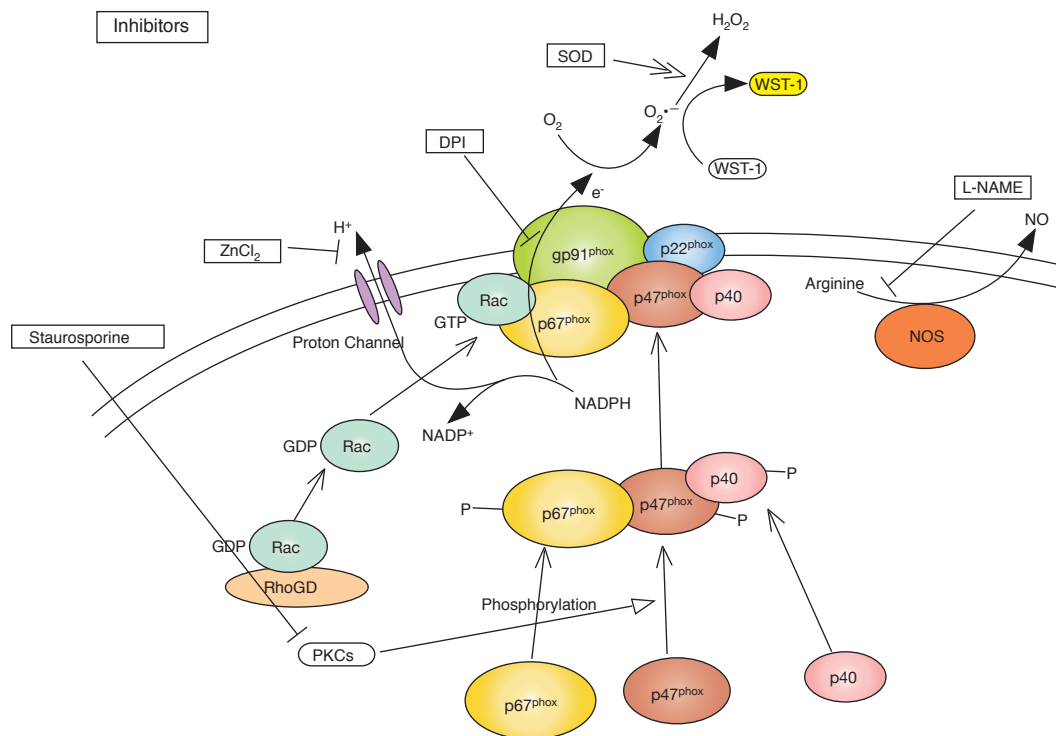 Inhibitors
H₂O₂
SOD
WST-1
O₂•−
O₂
DPI
WST-1
L-NAME
e-
NO
H⁺
ZnCl₂
gp91ᵖʰᵒˣ
p22ᵖʰᵒˣ
Arginine
Rac
p47ᵖʰᵒˣ
p40
GTP
p67ᵖʰᵒˣ
Staurosporine
Proton Channel
NOS
NADPH
NADP⁺
GDP
Rac
p40
P
p47ᵖʰᵒˣ
P
p67ᵖʰᵒˣ
P
GDP
Rac
RhoGD
Phosphorylation
PKCs
p40
p47ᵖʰᵒˣ
p67ᵖʰᵒˣ